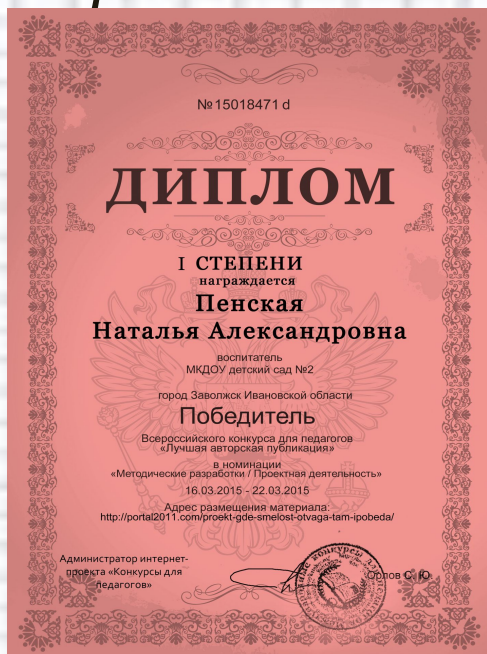 №15018471 d
ДИПЛОМ
I СТЕПЕНИ
награждается
Пенская
Наталья Александровна
воспитатель
МКДОУ детский сад №2
город Заволжск Ивановской области
Победитель
Всероссийского конкурса для педагогов
«Лучшая авторская публикация»
в номинации
«Методические разработки / Проектная деятельность»
16.03.2015 - 22.03.2015
Адрес размещения материала:
http://portal2011.com/proekt-gde-smelost-otvaga-tam-ipobeda/
Администратор интернет-
проекта «Конкурсы для
педагогов»
Орлов С. Ю.